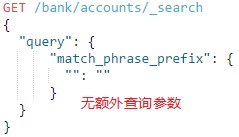 GET /bank/accounts/_search
{
  "query": {
      "match_phrase_prefix": {
        "": ""
      }
无额外查询参数
  }
}